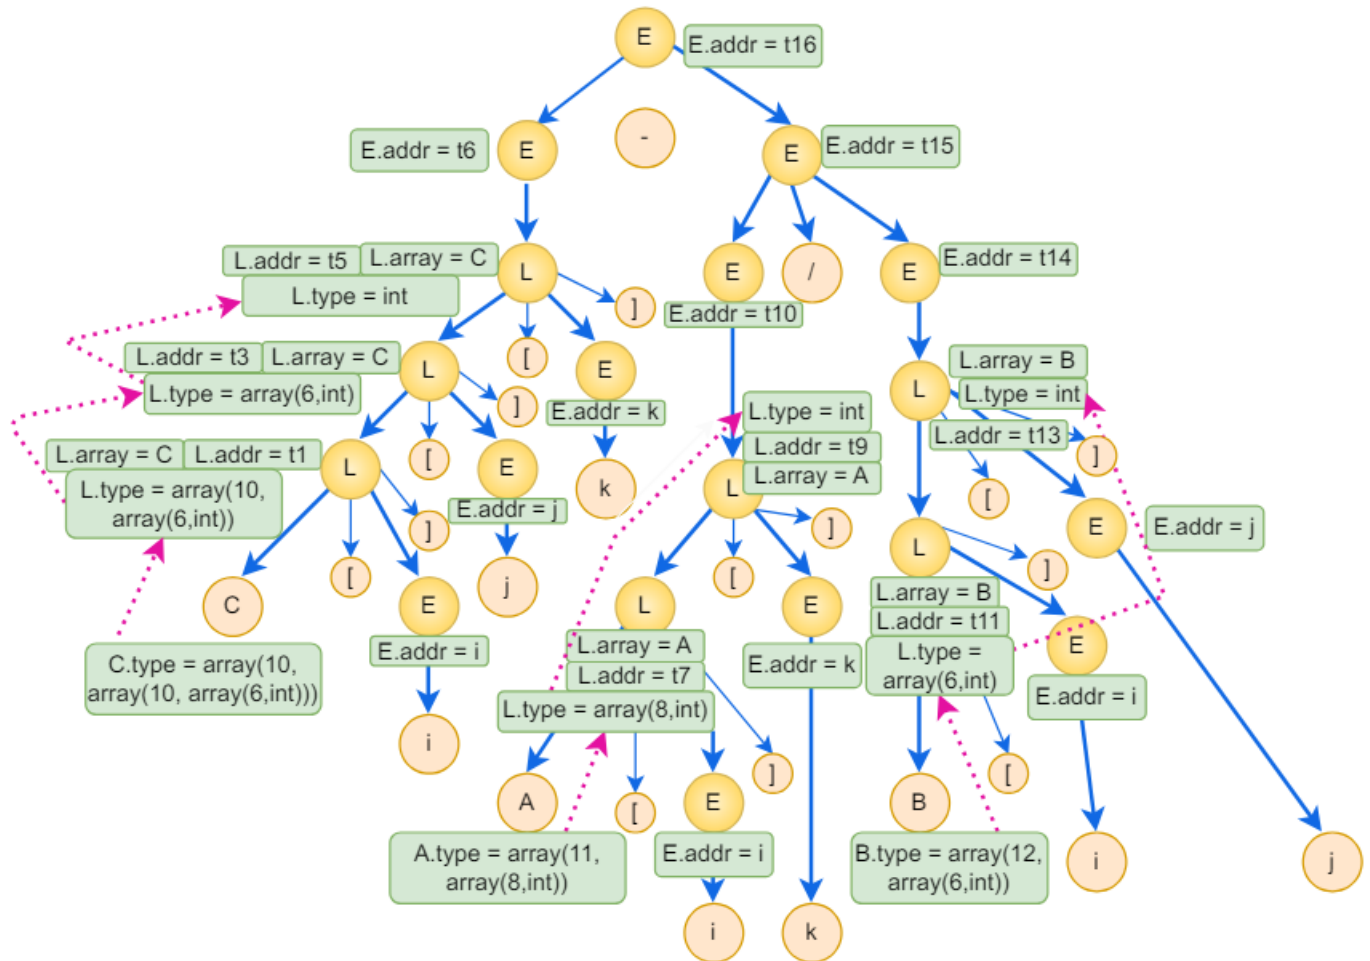 E
E.addr = t16
-
E.addr = t6
E
E
E.addr = t15
L.addr = t5
L.array = C
L
E
/
E
E.addr = t14
L.type = int
]
E.addr = t10
L.addr = t3
L.array = C
L
[
E
L.array = B
L.type = array(6,int)
]
L
L.type = int
E.addr = k
L.type = int
L.addr = t13
L.array = C
L.addr = t1
L
[
E
k
L.addr = t9
]
L.type = array(10,
array(6,int))
L
L.array = A
[
E.addr = j
]
]
E
E.addr = j
C
[
j
[
L
]
E
L
E
L.array = B
L.addr = t11
E.addr = i
L.array = A
E
C.type = array(10,
array(10, array(6,int)))
L.addr = t7
E.addr = k
L.type =
array(6,int)
E.addr = i
L.type = array(8,int)
i
]
[
A
[
E
B
A.type = array(11,
array(8,int))
E.addr = i
B.type = array(12,
array(6,int))
i
j
i
k